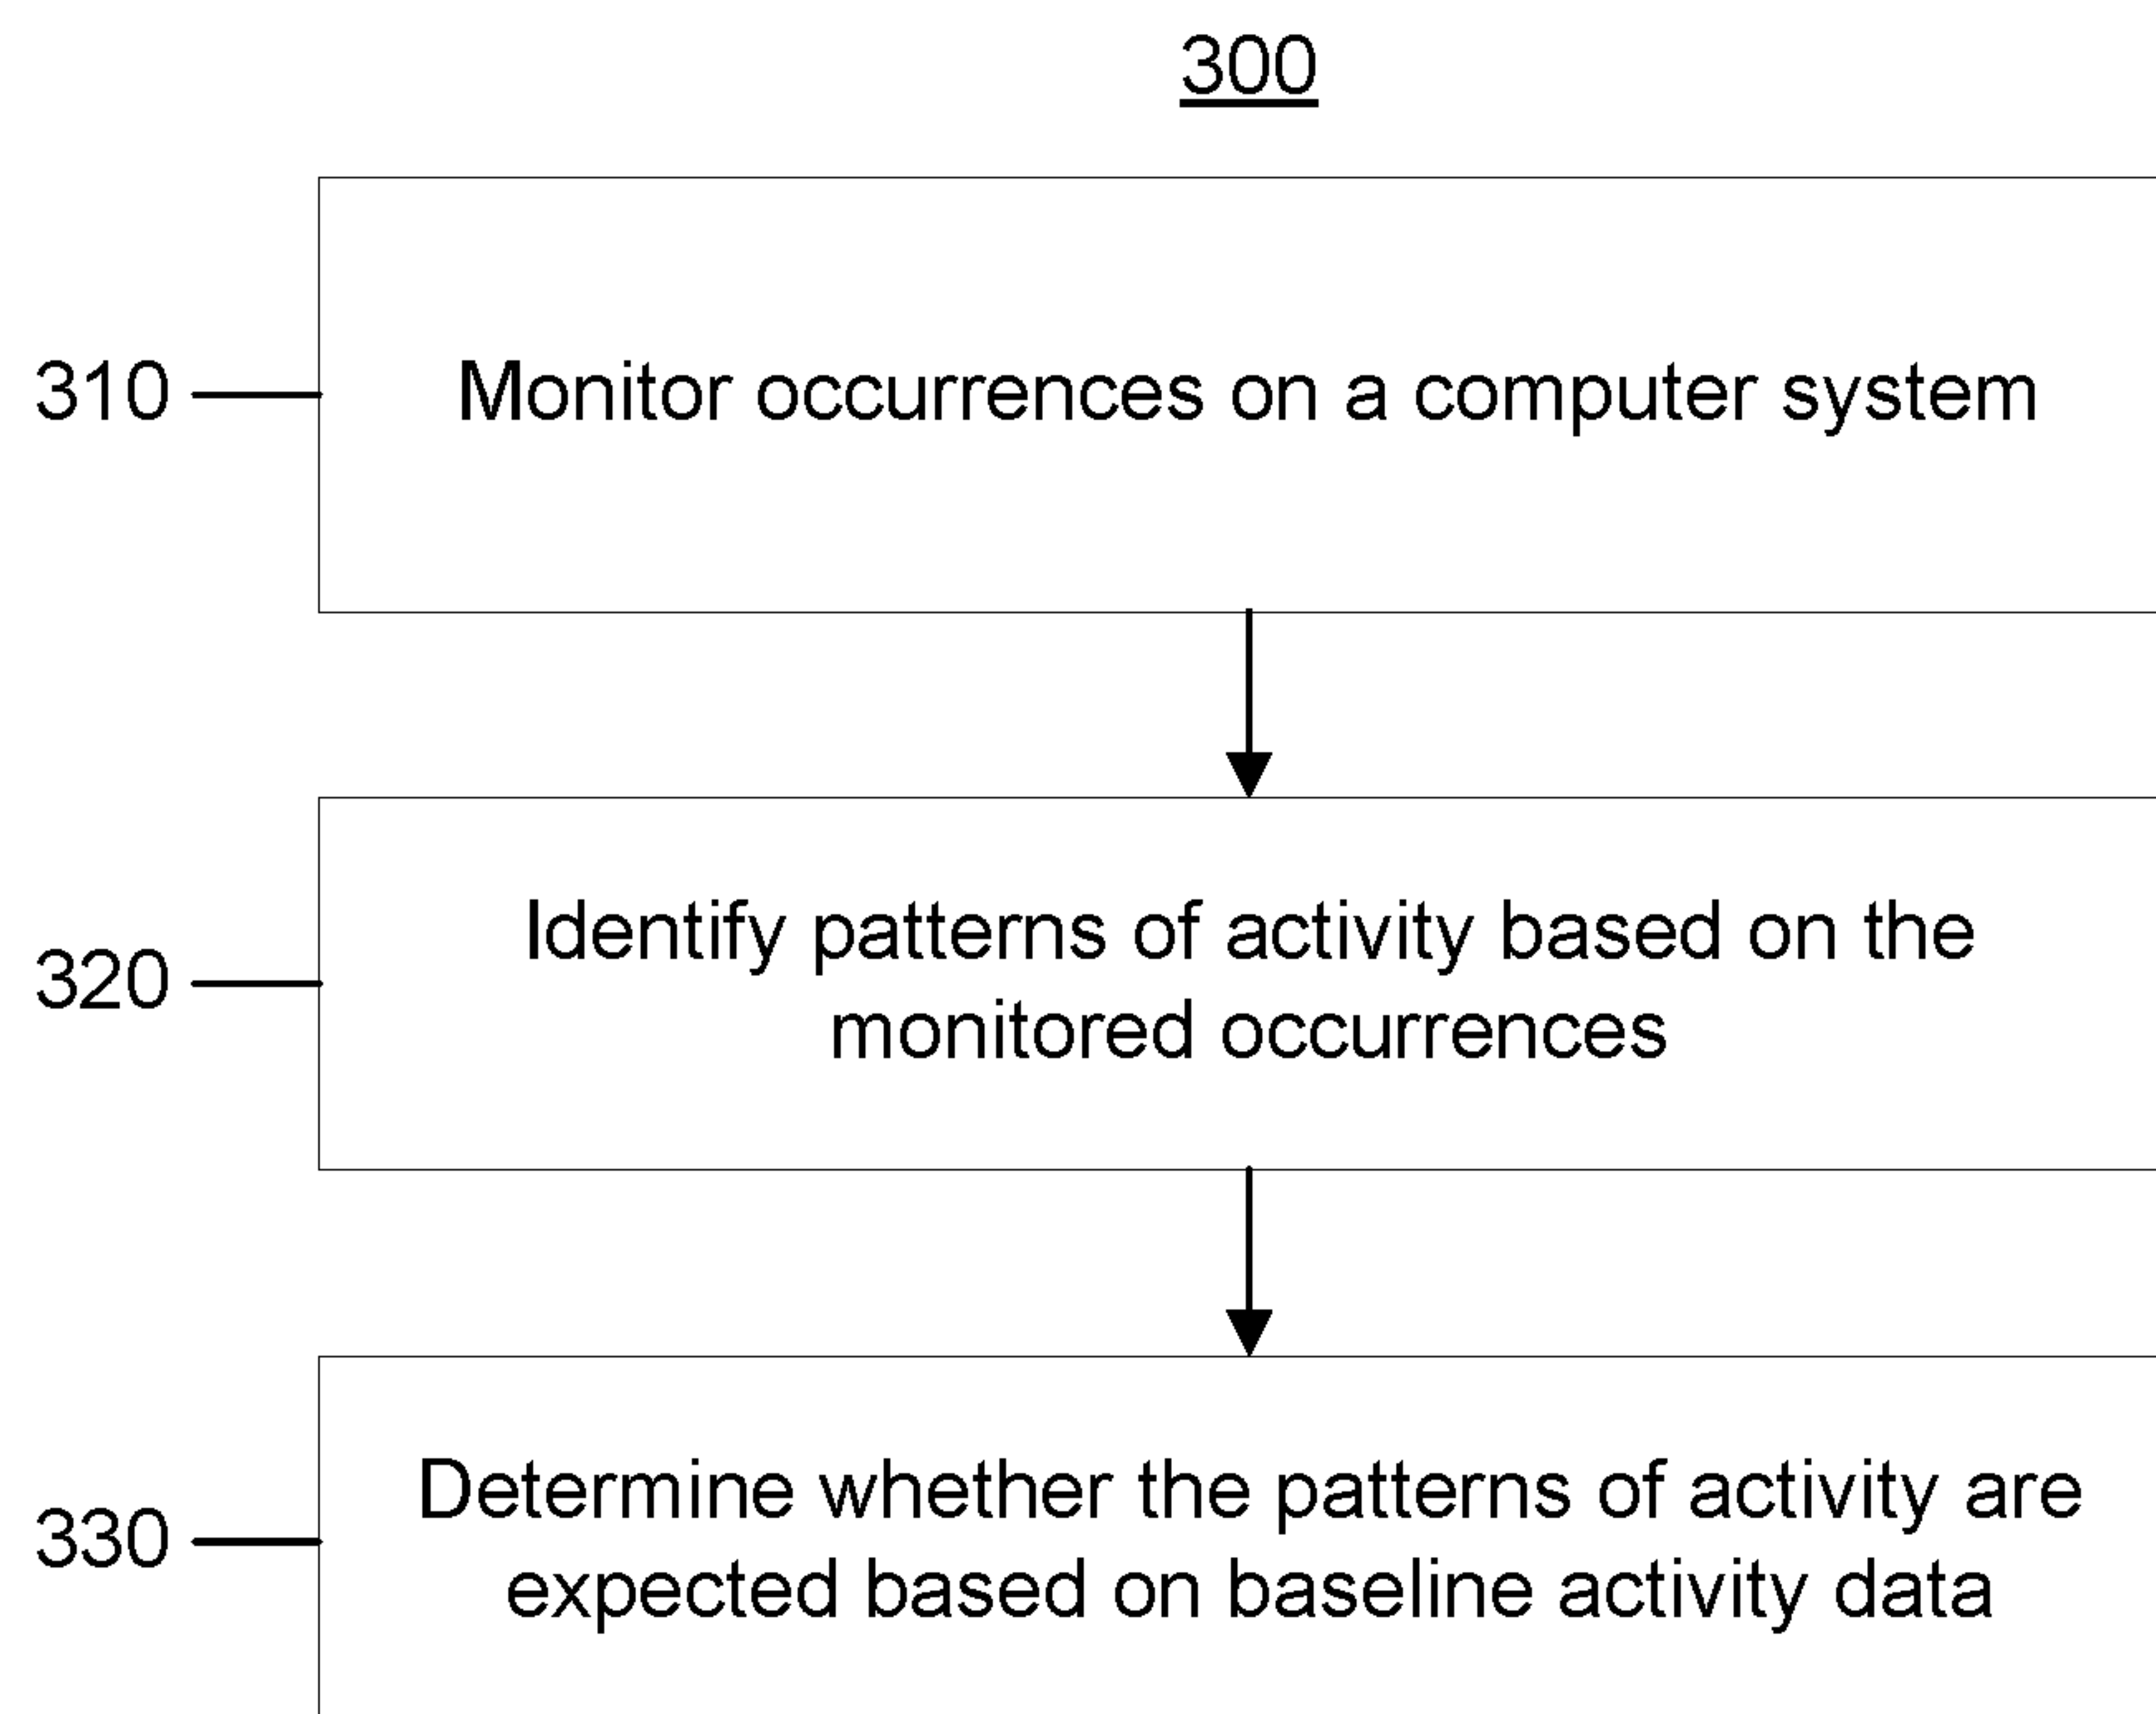 300
310
Monitor occurrences on a computer system
320
Identify patterns of activity based on the
monitored occurrences
330
Determine whether the patterns of activity are
expected based on baseline activity data